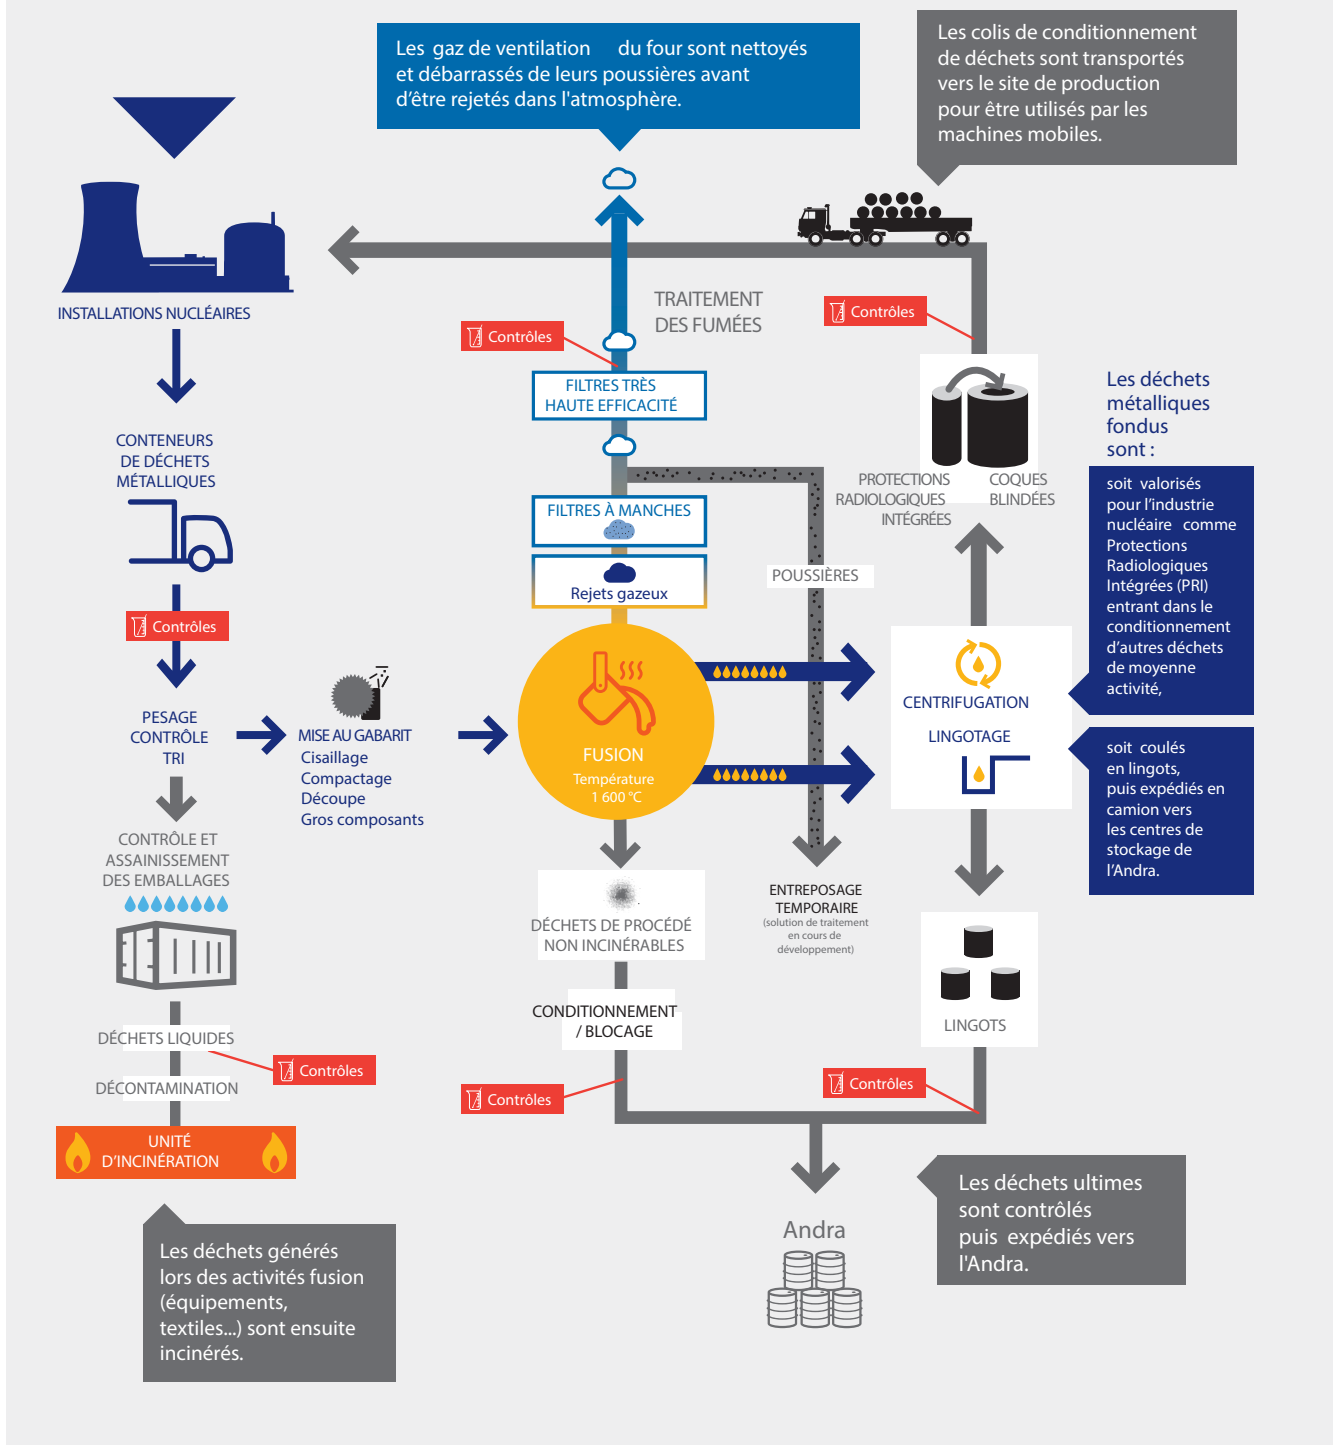 Les gaz de ventilation du four sont nettoyés
et débarrassés de leurs poussières avant
d’être rejetés dans l'atmosphère.
Les colis de conditionnement
de déchets sont transportés
vers le site de production
pour être utilisés par les
machines mobiles.
INSTALLATIONS NUCLÉAIRES
TRAITEMENT
DES FUMÉES
Contrôles
Contrôles
FILTRES TRÈS
HAUTE EFFICACITÉ
Les déchets
métalliques
fondus
sont :
CONTENEURS
DE DÉCHETS
MÉTALLIQUES
PROTECTIONS
RADIOLOGIQUES
INTÉGRÉES
COQUES
BLINDÉES
soit valorisés
pour l’industrie
nucléaire comme
Protections
Radiologiques
Intégrées (PRI)
entrant dans le
conditionnement
d’autres déchets
de moyenne
activité,
FILTRES À MANCHES
Rejets gazeux
POUSSIÈRES
Contrôles
PESAGE
CONTRÔLE
TRI
MISE AU GABARIT
Cisaillage
Compactage
Découpe
Gros composants
FUSION
Température
1 600 °C
CENTRIFUGATION
LINGOTAGE
soit coulés
en lingots,
puis expédiés en
camion vers
les centres de
stockage de
l’Andra.
CONTRÔLE ET
ASSAINISSEMENT
DES EMBALLAGES
DÉCHETS DE PROCÉDÉ
NON INCINÉRABLES
ENTREPOSAGE
TEMPORAIRE
(solution de traitement
en cours de
développement)
CONDITIONNEMENT
/ BLOCAGE
LINGOTS
DÉCHETS LIQUIDES
Contrôles
DÉCONTAMINATION
Contrôles
Contrôles
UNITÉ
D’INCINÉRATION
Les déchets générés
lors des activités fusion
(équipements,
textiles...) sont ensuite
incinérés.
Andra
Les déchets ultimes
sont contrôlés
puis expédiés vers
l'Andra.